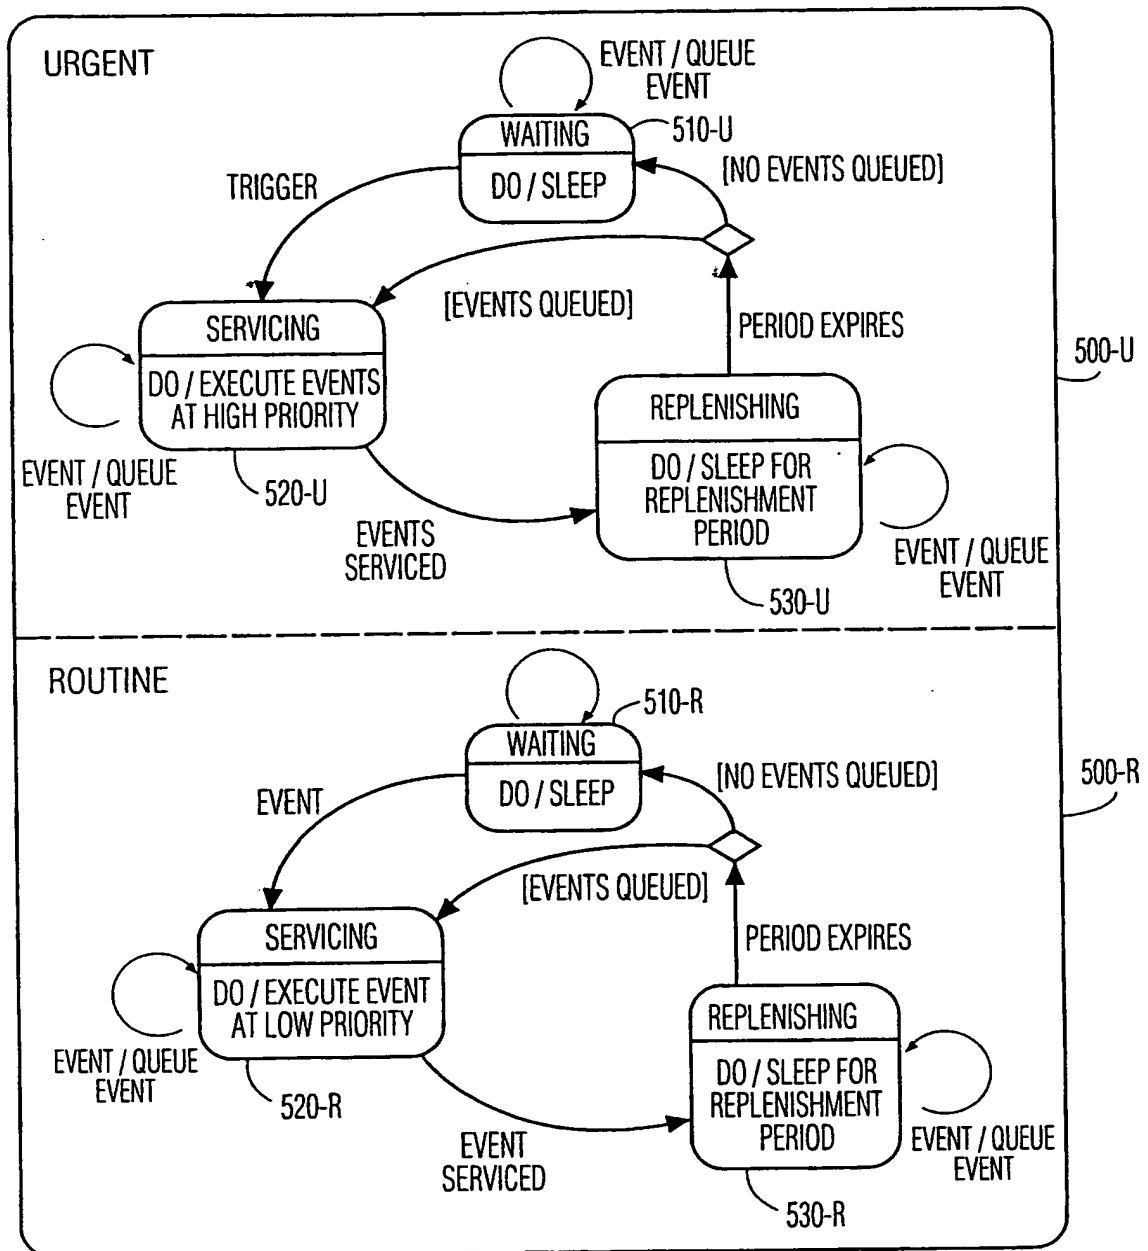 URGENT
EVENT / QUEUE
EVENT
WAITING
510-U
DO / SLEEP
[NO EVENTS QUEUED]
TRIGGER
[EVENTS QUEUED]
PERIOD EXPIRES
SERVICING
DO / EXECUTE EVENTS
AT HIGH PRIORITY
500-U
REPLENISHING
DO / SLEEP FOR
REPLENISHMENT
PERIOD
EVENT / QUEUE
EVENT
520-U
EVENTS
SERVICED
EVENT / QUEUE
EVENT
530-U
ROUTINE
510-R
WAITING
DO / SLEEP
[NO EVENTS QUEUED]
500-R
EVENT
[EVENTS QUEUED]
PERIOD EXPIRES
SERVICING
DO / EXECUTE EVENT
AT LOW PRIORITY
REPLENISHING
DO / SLEEP FOR
REPLENISHMENT
PERIOD
EVENT / QUEUE
EVENT
520-R
EVENT
SERVICED
EVENT / QUEUE
EVENT
530-R